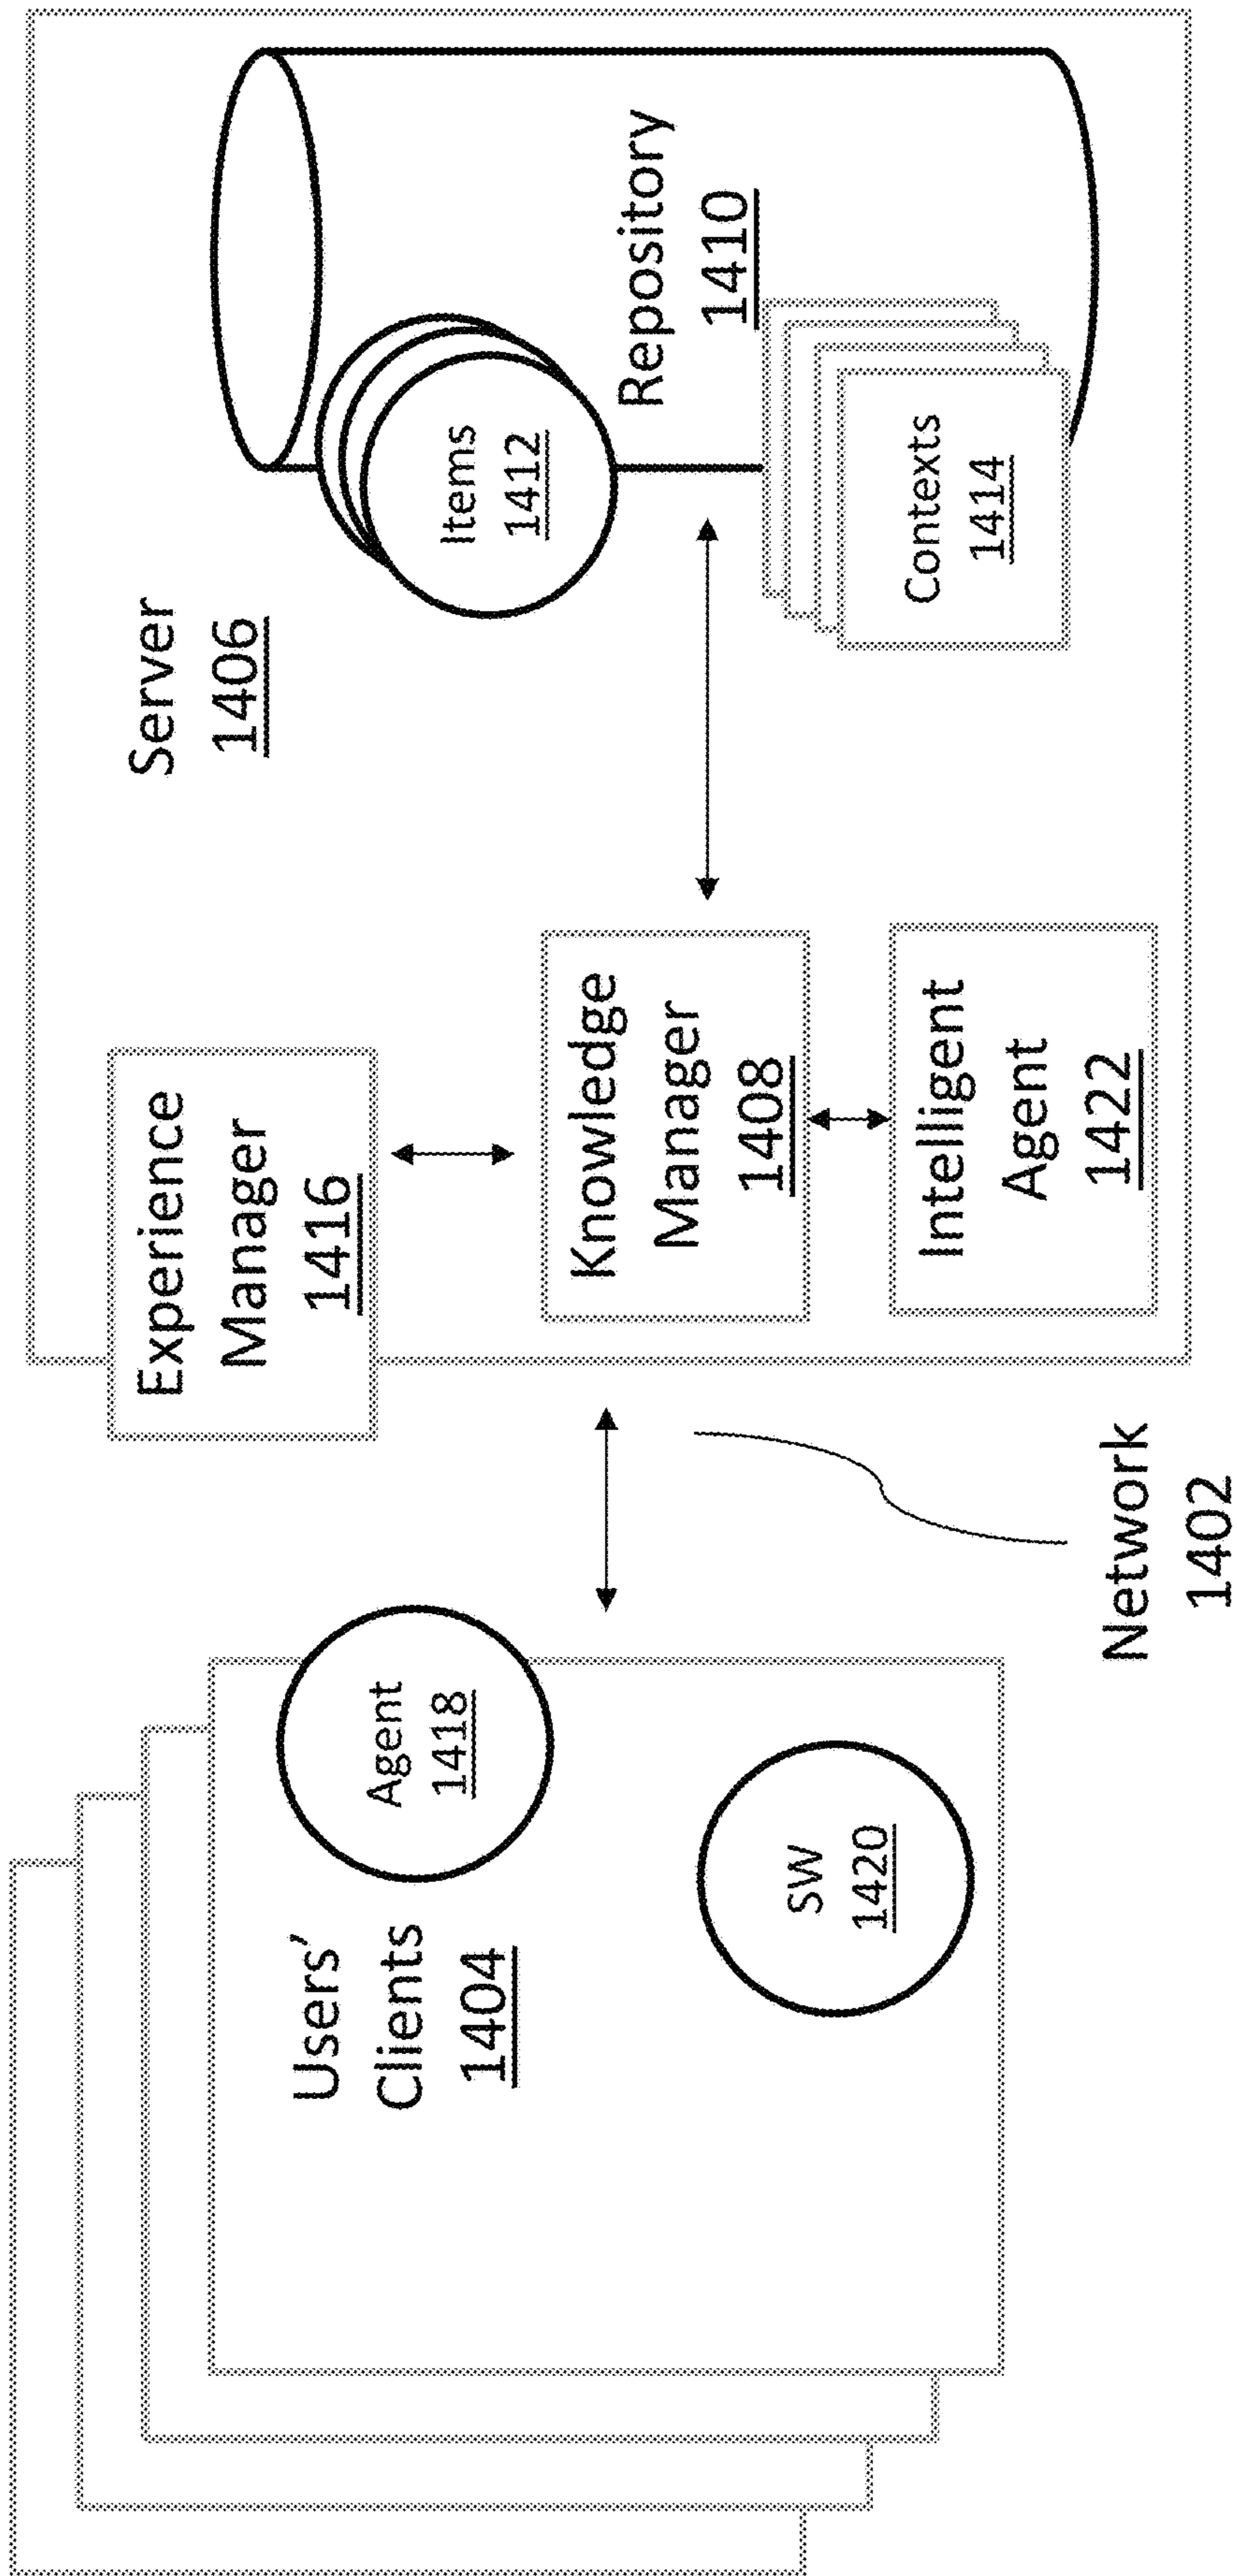 Users'
Clients
1404
Agent
1418
SW
1420
Network
1402
Server
1406
Experience
Manager
1416
Knowledge
Manager
1408
Intelligent
Agent
1422
Items
1412
Repository
1410
Contexts
1414